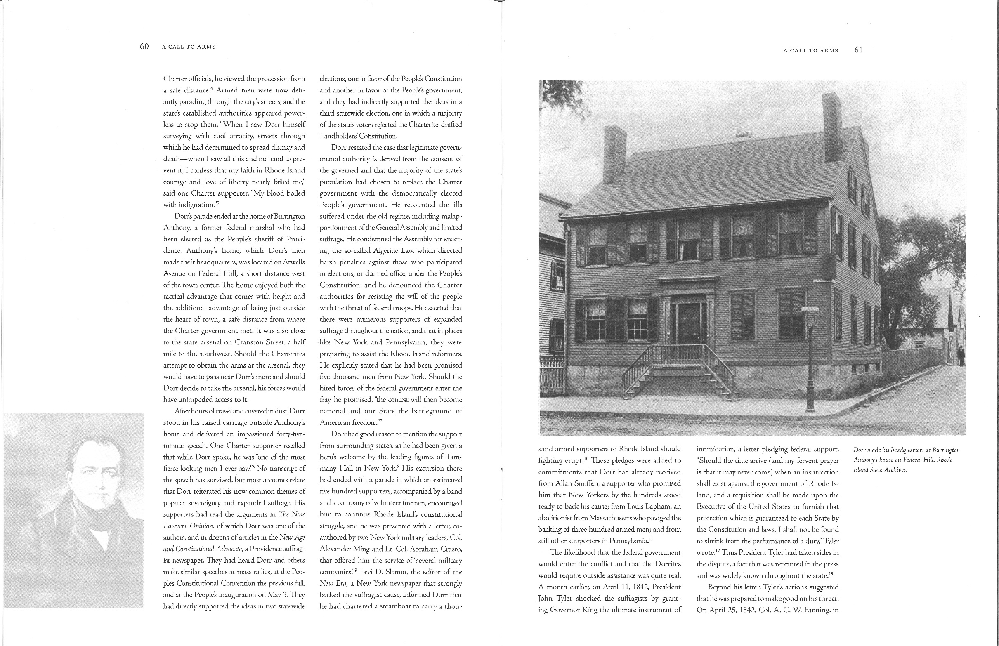 60 A CALL TO ARMS
Charter officials, he viewed the procession from
a safe distance.⁴ Armed men were now defi-
antly parading through the city's streets, and the
state's established authorities appeared power-
less to stop them. “When I saw Dorr himself
surveying with cool atrocity, streets through
which he had determined to spread dismay and
death—when I saw all this and no hand to pre-
vent it, I confess that my faith in Rhode Island
courage and love of liberty nearly failed me,”
said one Charter supporter. “My blood boiled
with indignation.”⁵
Dorr's parade ended at the home of Burrington
Anthony, a former federal marshal who had
been elected as the People's sheriff of Provi-
dence. Anthony's home, which Dorr's men
made their headquarters, was located on Atwells
Avenue on Federal Hill, a short distance west
of the town center. The home enjoyed both the
tactical advantage that comes with height and
the additional advantage of being just outside
the heart of town, a safe distance from where
the Charter government met. It was also close
to the state arsenal on Cranston Street, a half
mile to the southwest. Should the Charterites
attempt to obtain the arms at the arsenal, they
would have to pass near Dorr's men; and should
Dorr decide to take the arsenal, his forces would
have unimpeded access to it.
After hours of travel and covered in dust, Dorr
stood in his raised carriage outside Anthony's
home and delivered an impassioned forty-five-
minute speech. One Charter supporter recalled
that while Dorr spoke, he was “one of the most
fierce looking men I ever saw.”⁶ No transcript of
the speech has survived, but most accounts relate
that Dorr reiterated his now common themes of
popular sovereignty and expanded suffrage. His
supporters had read the arguments in The Nine
Lawyers' Opinion, of which Dorr was one of the
authors, and in dozens of articles in the New Age
and Constitutional Advocate, a Providence suffrag-
ist newspaper. They had heard Dorr and others
make similar speeches at mass rallies, at the Peo-
ple's Constitutional Convention the previous fall,
and at the People's inauguration on May 3. They
had directly supported the ideas in two statewide
elections, one in favor of the People's Constitution
and another in favor of the People's government,
and they had indirectly supported the ideas in a
third statewide election, one in which a majority
of the state's voters rejected the Charterite-drafted
Landholders' Constitution.
Dorr restated the case that legitimate govern-
mental authority is derived from the consent of
the governed and that the majority of the state's
population had chosen to replace the Charter
government with the democratically elected
People's government. He recounted the ills
suffered under the old regime, including malap-
portionment of the General Assembly and limited
suffrage. He condemned the Assembly for enact-
ing the so-called Algerine Law, which directed
harsh penalties against those who participated
in elections, or claimed office, under the People's
Constitution, and he denounced the Charter
authorities for resisting the will of the people
with the threat of federal troops. He asserted that
there were numerous supporters of expanded
suffrage throughout the nation, and that in places
like New York and Pennsylvania, they were
preparing to assist the Rhode Island reformers.
He explicitly stated that he had been promised
five thousand men from New York. Should the
hired forces of the federal government enter the
fray, he promised, “the contest will then become
national and our State the battleground of
American freedom.”⁷
Dorr had good reason to mention the support
from surrounding states, as he had been given a
hero's welcome by the leading figures of Tam-
many Hall in New York.⁸ His excursion there
had ended with a parade in which an estimated
five hundred supporters, accompanied by a band
and a company of volunteer firemen, encouraged
him to continue Rhode Island's constitutional
struggle, and he was presented with a letter, co-
authored by two New York military leaders, Col.
Alexander Ming and Lt. Col. Abraham Crasto,
that offered him the service of “several military
companies.”⁹ Levi D. Slamm, the editor of the
New Era, a New York newspaper that strongly
backed the suffragist cause, informed Dorr that
he had chartered a steamboat to carry a thou-
A CALL TO ARMS 61
sand armed supporters to Rhode Island should
fighting erupt.¹⁰ These pledges were added to
commitments that Dorr had already received
from Allan Smiffen, a supporter who promised
him that New Yorkers by the hundreds stood
ready to back his cause; from Louis Lapham, an
abolitionist from Massachusetts who pledged the
backing of three hundred armed men; and from
still other supporters in Pennsylvania.¹¹
The likelihood that the federal government
would enter the conflict and that the Dorrites
would require outside assistance was quite real.
A month earlier, on April 11, 1842, President
John Tyler shocked the suffragists by grant-
ing Governor King the ultimate instrument of
intimidation, a letter pledging federal support.
“Should the time arrive (and my fervent prayer
is that it may never come) when an insurrection
shall exist against the government of Rhode Is-
land, and a requisition shall be made upon the
Executive of the United States to furnish that
protection which is guaranteed to each State by
the Constitution and laws, I shall not be found
to shrink from the performance of a duty,” Tyler
wrote.¹² Thus President Tyler had taken sides in
the dispute, a fact that was reprinted in the press
and was widely known throughout the state.¹³
Beyond his letter, Tyler's actions suggested
that he was prepared to make good on his threat.
On April 25, 1842, Col. A. C. W. Fanning, in
Dorr made his headquarters at Burrington
Anthony's house on Federal Hill. Rhode
Island State Archives.